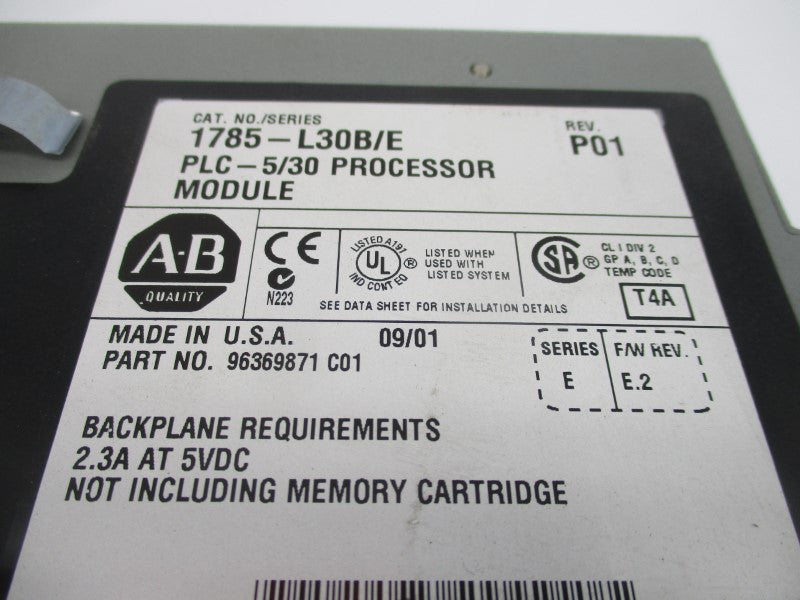 CAT. NO./SERIES
1785-L30B/E
REV.
P01
PLC-5/30 PROCESSOR
MODULE
A-B
QUALITY
CE
N223
LISTED A197
UL
IND CONT EQ
®
LISTED WHEN
USED WITH
LISTED SYSTEM
SA ®
CL I DIV 2
GP A, B, C, D
TEMP CODE
T4A
SEE DATA SHEET FOR INSTALLATION DETAILS
MADE IN U.S.A. 09/01
PART NO. 96369871 C01
SERIES F/W REV.
E E.2
BACKPLANE REQUIREMENTS
2.3A AT 5VDC
NOT INCLUDING MEMORY CARTRIDGE